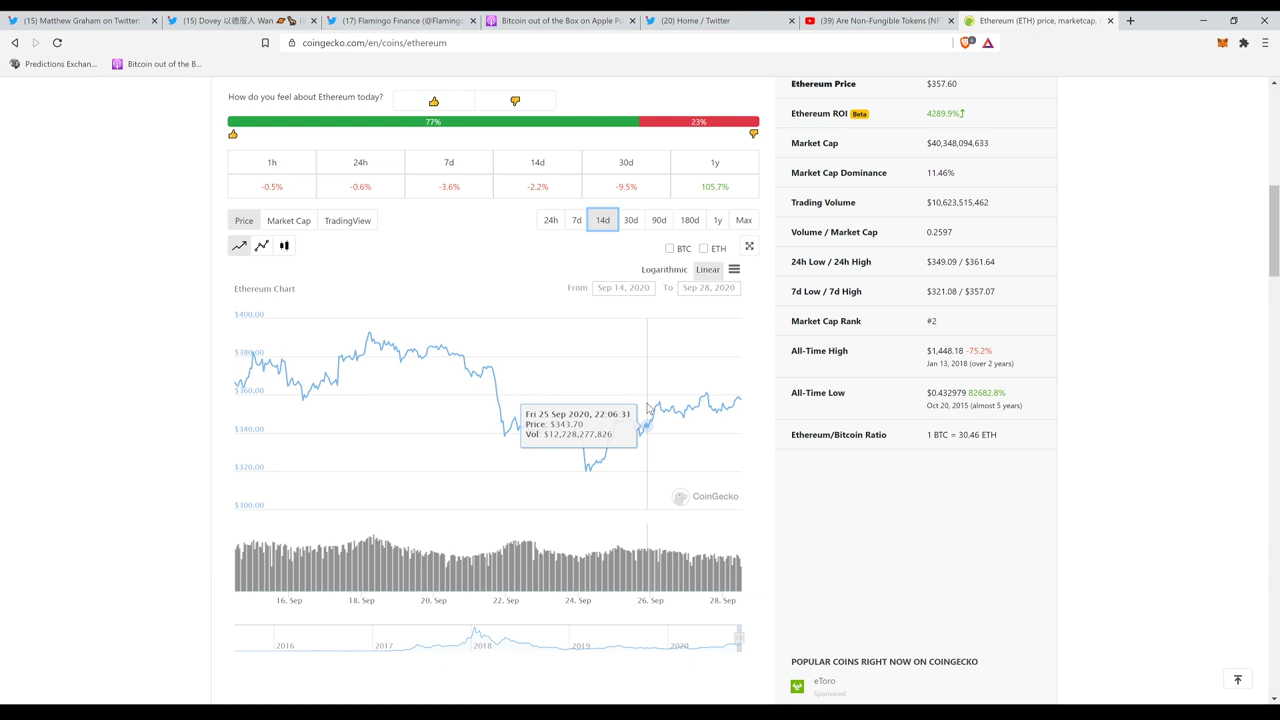 (15) Matthew Graham on Twitter: (15) Dovey 以德服人 Wan (17) Flamingo Finance (@Flaming Bitcoin out of the Box on Apple Po (20) Home / Twitter (39) Are Non-Fungible Tokens (NF Ethereum (ETH) price, marketcap,
coingecko.com/en/coins/ethereum
Predictions Exchan... Bitcoin out of the B...
How do you feel about Ethereum today?
77% 23%
1h 24h 7d 14d 30d 1y
-0.5% -0.6% -3.6% -2.2% -9.5% 105.7%
Price Market Cap TradingView 24h 7d 14d 30d 90d 180d 1y Max
BTC ETH
Logarithmic Linear
Ethereum Chart From Sep 14, 2020 To Sep 28, 2020
$400.00
$380.00
$360.00
$340.00
$320.00
$300.00
Fri 25 Sep 2020, 22:06:31
Price: $343.70
Vol: $12,728,277,826
CoinGecko
16. Sep 18. Sep 20. Sep 22. Sep 24. Sep 26. Sep 28. Sep
2016 2017 2018 2019 2020
Ethereum Price $357.60
Ethereum ROI Beta 4289.9%
Market Cap $40,348,094,633
Market Cap Dominance 11.46%
Trading Volume $10,623,515,462
Volume / Market Cap 0.2597
24h Low / 24h High $349.09 / $361.64
7d Low / 7d High $321.08 / $357.07
Market Cap Rank #2
All-Time High $1,448.18 -75.2%
Jan 13, 2018 (over 2 years)
All-Time Low $0.432979 82682.8%
Oct 20, 2015 (almost 5 years)
Ethereum/Bitcoin Ratio 1 BTC = 30.46 ETH
POPULAR COINS RIGHT NOW ON COINGECKO
eToro
Sponsored